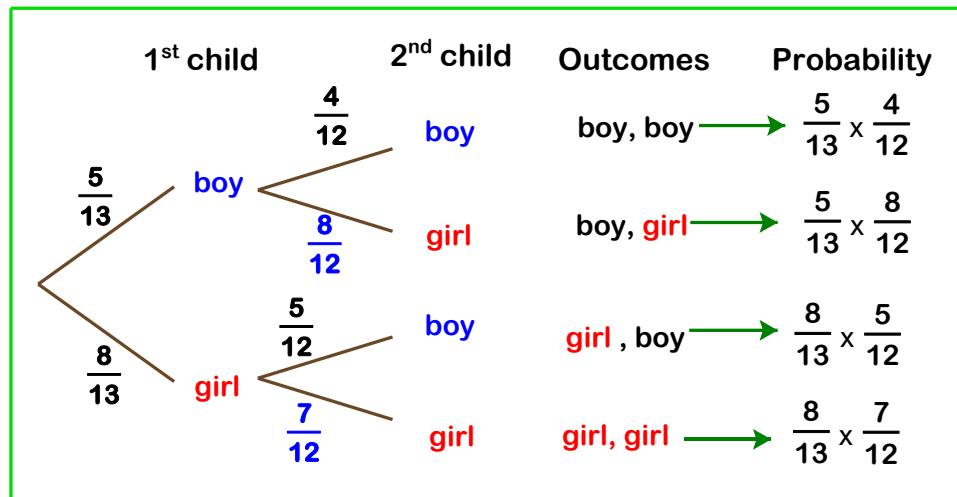 1st child 2nd child Outcomes Probability
4/12 boy boy, boy 5/13 x 4/12
5/13 boy
8/12 girl boy, girl 5/13 x 8/12
5/12 boy girl , boy 8/13 x 5/12
8/13 girl
7/12 girl girl, girl 8/13 x 7/12